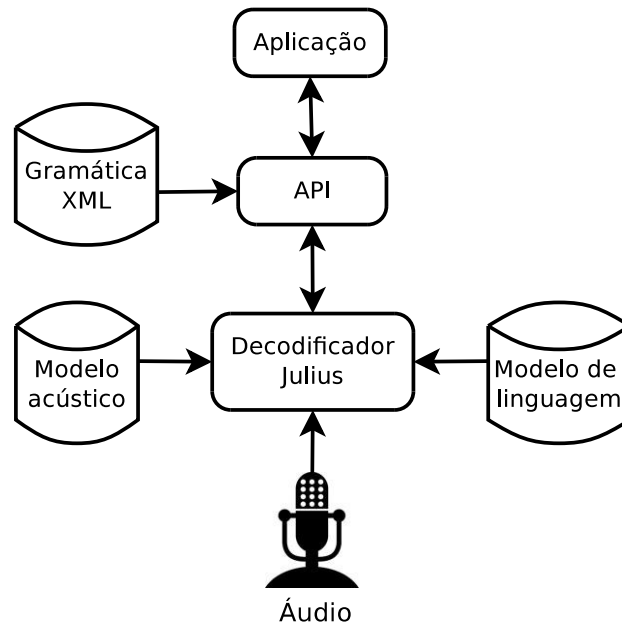 Aplicação
Gramática
XML
API
Decodificador
Julius
Modelo
acústico
Modelo de
linguagem
Áudio